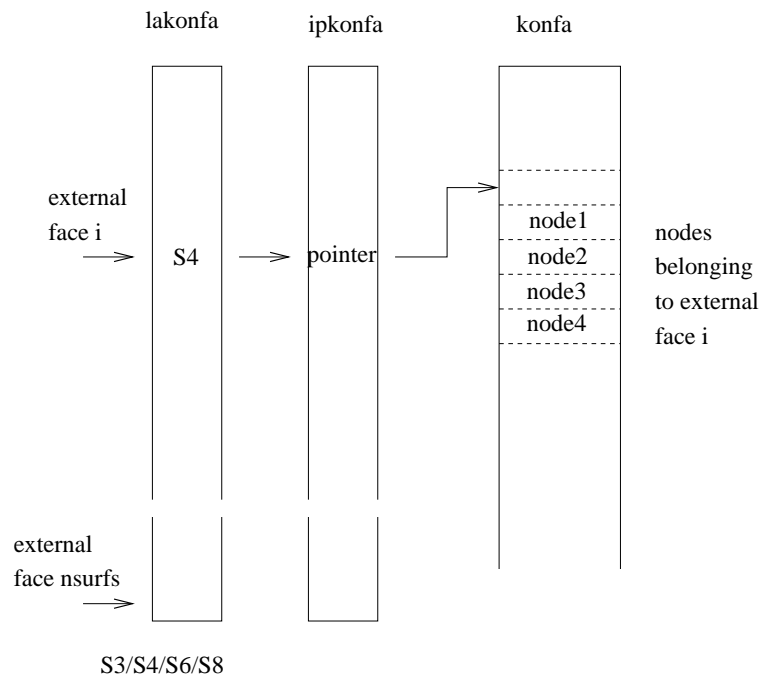 lakonfa
ipkonfa
konfa
external
face i
S4
pointer
node1
node2
node3
node4
nodes
belonging
to external
face i
external
face nsurfs
S3/S4/S6/S8